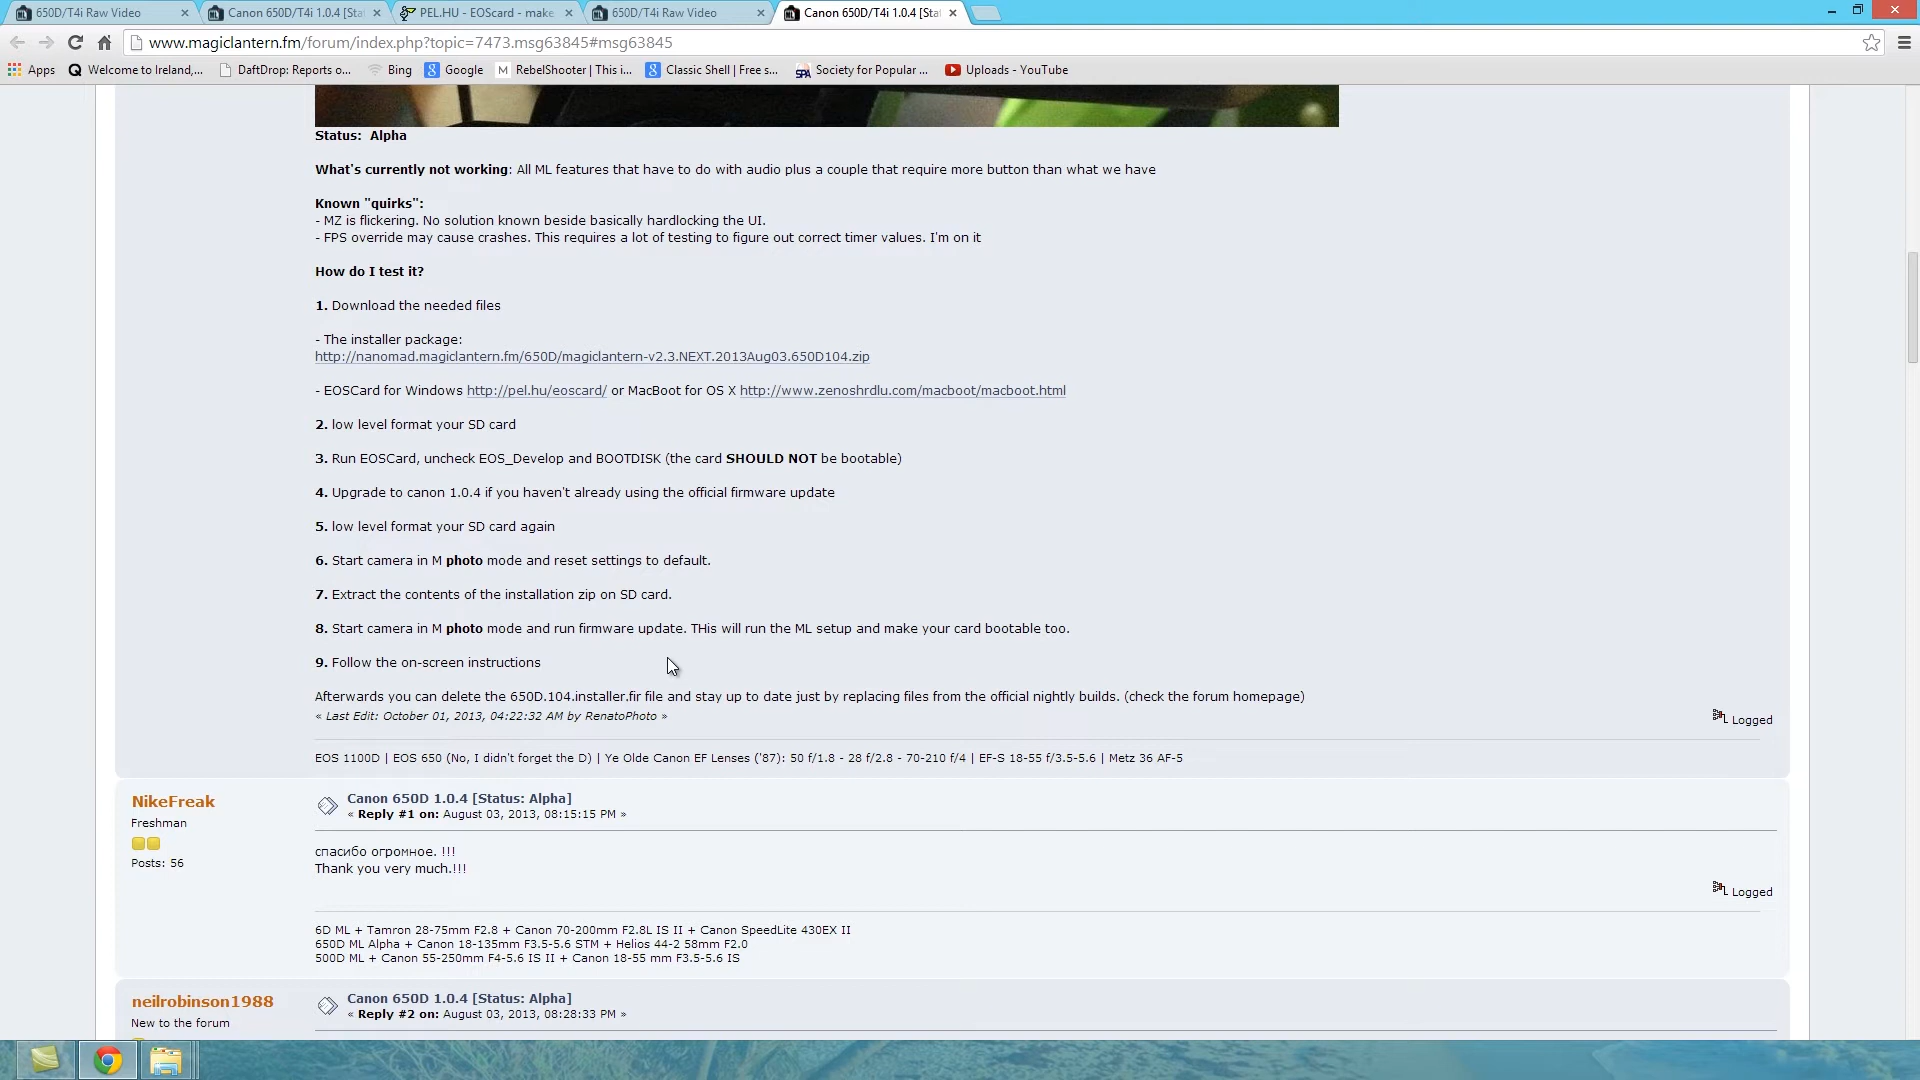 650D/T4i Raw Video
Canon 650D/T4i 1.0.4 [Sta
PEL.HU - EOScard - make
650D/T4i Raw Video
Canon 650D/T4i 1.0.4 [Sta
www.magiclantern.fm/forum/index.php?topic=7473.msg63845#msg63845
Apps
Welcome to Ireland,...
DaftDrop: Reports o...
Bing
Google
RebelShooter | This i...
Classic Shell | Free s...
Society for Popular ...
Uploads - YouTube
Status: Alpha
What's currently not working: All ML features that have to do with audio plus a couple that require more button than what we have
Known "quirks":
- MZ is flickering. No solution known beside basically hardlocking the UI.
- FPS override may cause crashes. This requires a lot of testing to figure out correct timer values. I'm on it
How do I test it?
1. Download the needed files
- The installer package:
http://nanomad.magiclantern.fm/650D/magiclantern-v2.3.NEXT.2013Aug03.650D104.zip
- EOSCard for Windows http://pel.hu/eoscard/ or MacBoot for OS X http://www.zenoshrdlu.com/macboot/macboot.html
2. low level format your SD card
3. Run EOSCard, uncheck EOS_Develop and BOOTDISK (the card SHOULD NOT be bootable)
4. Upgrade to canon 1.0.4 if you haven't already using the official firmware update
5. low level format your SD card again
6. Start camera in M photo mode and reset settings to default.
7. Extract the contents of the installation zip on SD card.
8. Start camera in M photo mode and run firmware update. THis will run the ML setup and make your card bootable too.
9. Follow the on-screen instructions
Afterwards you can delete the 650D.104.installer.fir file and stay up to date just by replacing files from the official nightly builds. (check the forum homepage)
« Last Edit: October 01, 2013, 04:22:32 AM by RenatoPhoto »
Logged
EOS 1100D | EOS 650 (No, I didn't forget the D) | Ye Olde Canon EF Lenses ('87): 50 f/1.8 - 28 f/2.8 - 70-210 f/4 | EF-S 18-55 f/3.5-5.6 | Metz 36 AF-5
NikeFreak
Freshman
Posts: 56
Canon 650D 1.0.4 [Status: Alpha]
« Reply #1 on: August 03, 2013, 08:15:15 PM »
спасибо огромное. !!!
Thank you very much.!!!
Logged
6D ML + Tamron 28-75mm F2.8 + Canon 70-200mm F2.8L IS II + Canon SpeedLite 430EX II
650D ML Alpha + Canon 18-135mm F3.5-5.6 STM + Helios 44-2 58mm F2.0
500D ML + Canon 55-250mm F4-5.6 IS II + Canon 18-55 mm F3.5-5.6 IS
neilrobinson1988
New to the forum
Canon 650D 1.0.4 [Status: Alpha]
« Reply #2 on: August 03, 2013, 08:28:33 PM »